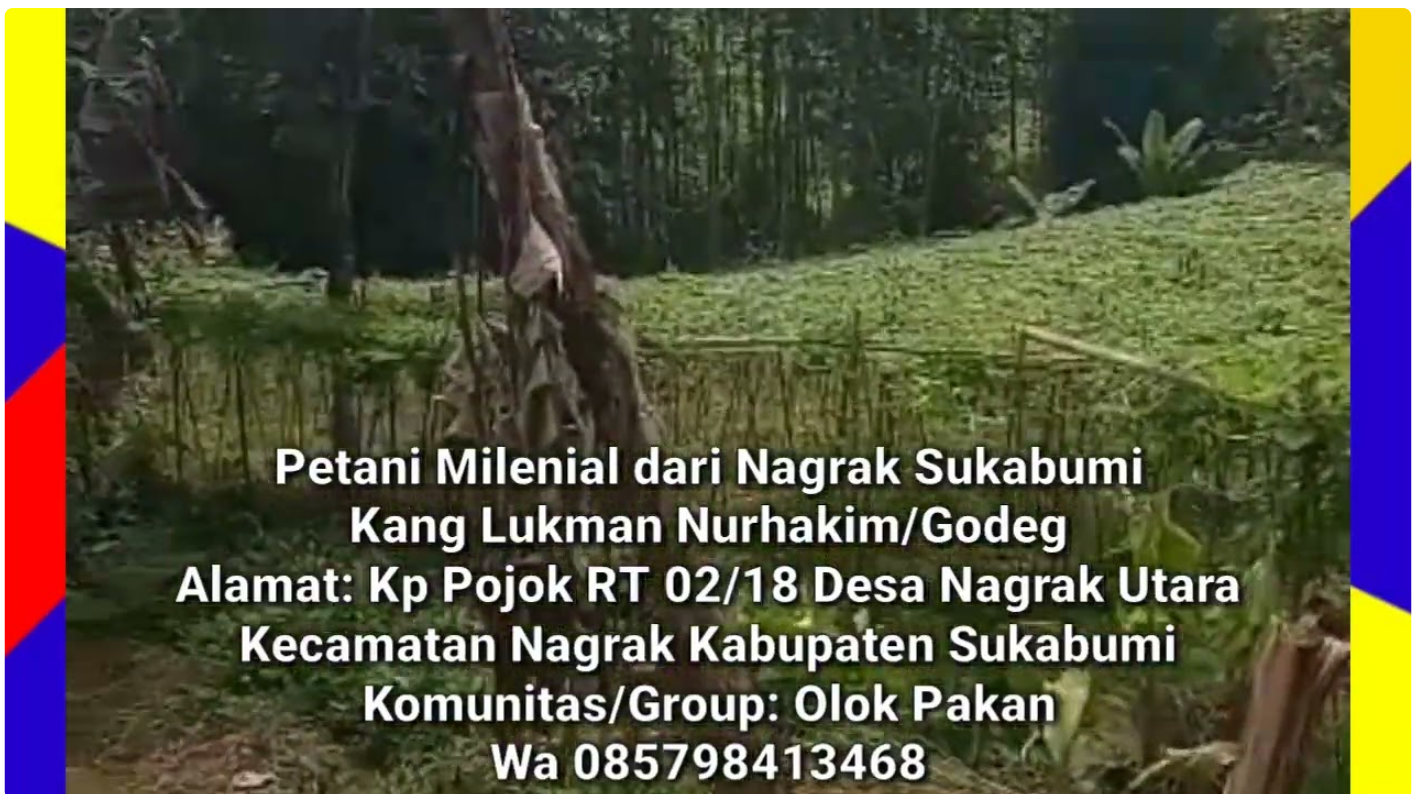 Petani Milenial dari Nagrak Sukabumi
Kang Lukman Nurhakim/Godeg
Alamat: Kp Pojok RT 02/18 Desa Nagrak Utara
Kecamatan Nagrak Kabupaten Sukabumi
Komunitas/Group: Olok Pakan
Wa 085798413468